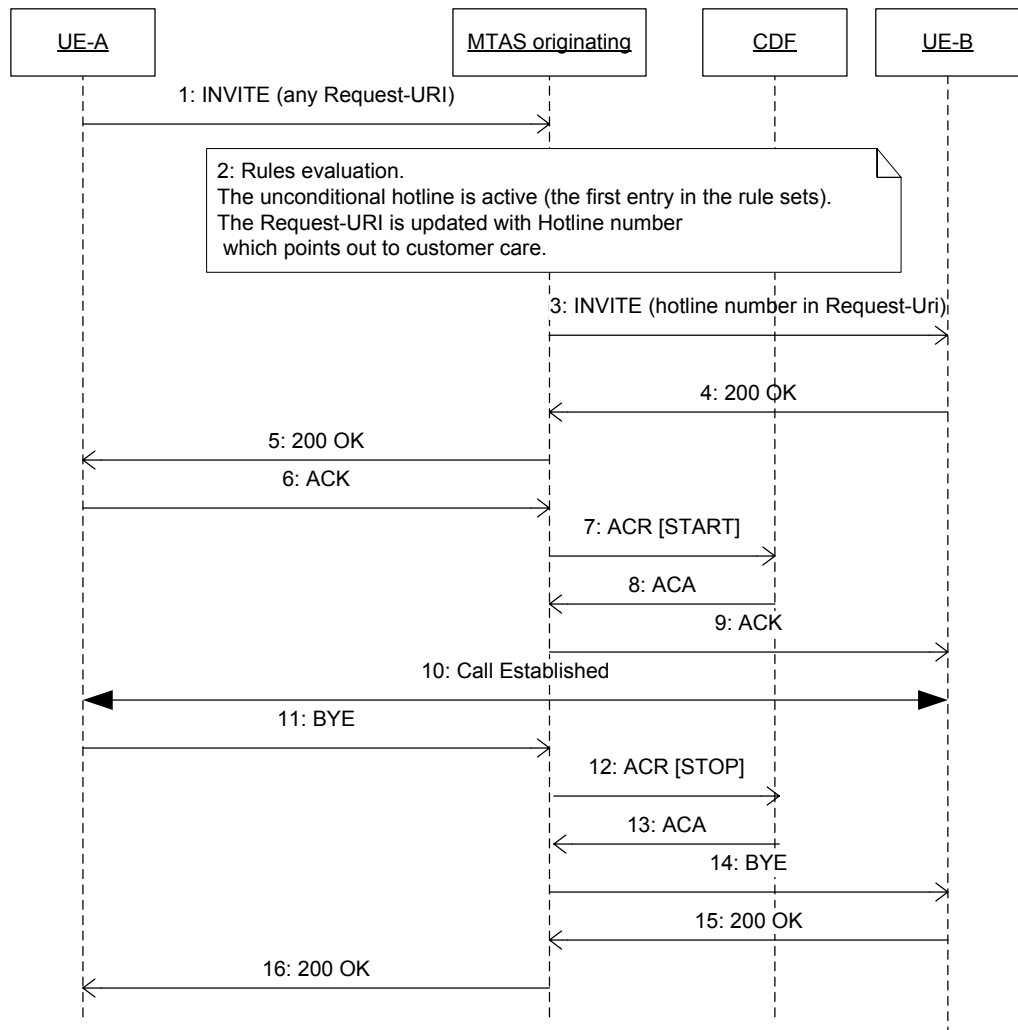 UE-A
MTAS originating
CDF
UE-B
1: INVITE (any Request-URI)
2: Rules evaluation.
The unconditional hotline is active (the first entry in the rule sets).
The Request-URI is updated with Hotline number
which points out to customer care.
3: INVITE (hotline number in Request-Uri)
4: 200 OK
5: 200 OK
6: ACK
7: ACR [START]
8: ACA
9: ACK
10: Call Established
11: BYE
12: ACR [STOP]
13: ACA
14: BYE
15: 200 OK
16: 200 OK